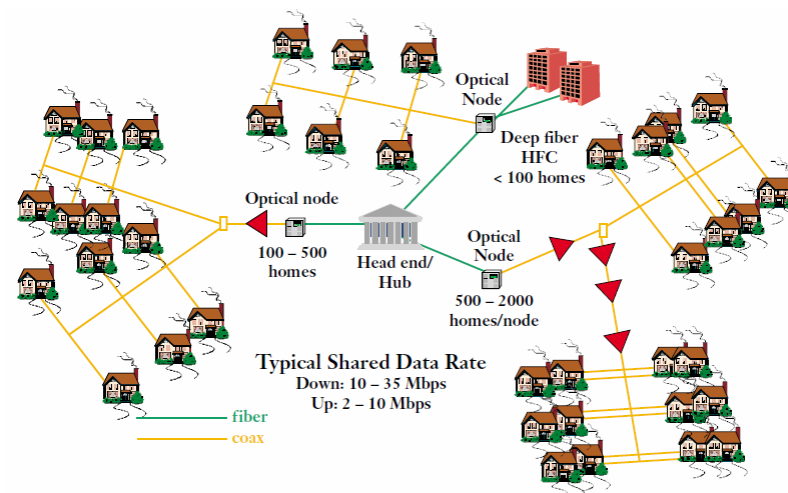 Optical
Node
Deep fiber
HFC
< 100 homes
Optical node
100 – 500
homes
Head end/
Hub
Optical
Node
500 – 2000
homes/node
Typical Shared Data Rate
Down: 10 – 35 Mbps
Up: 2 – 10 Mbps
fiber
coax